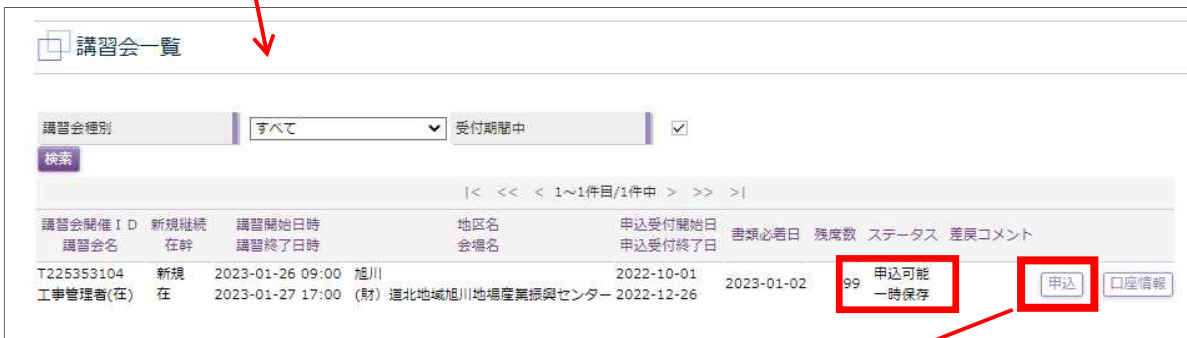 講習会一覧
講習会種別 すべて 受付期間中
検索
|< << < 1～1件目/1件中 > >> >|
講習会開催ＩＤ 新規継続 講習開始日時 地区名 申込受付開始日 書類必着日 残席数 ステータス 差戻コメント
講習会名 在幹 講習終了日時 会場名 申込受付終了日
T225353104 新規 2023-01-26 09:00 旭川 2022-10-01 2023-01-02 99 申込可能 申込 口座情報
工事管理者(在) 在 2023-01-27 17:00 (財) 道北地域旭川地場産業振興センター 2022-12-26 一時保存